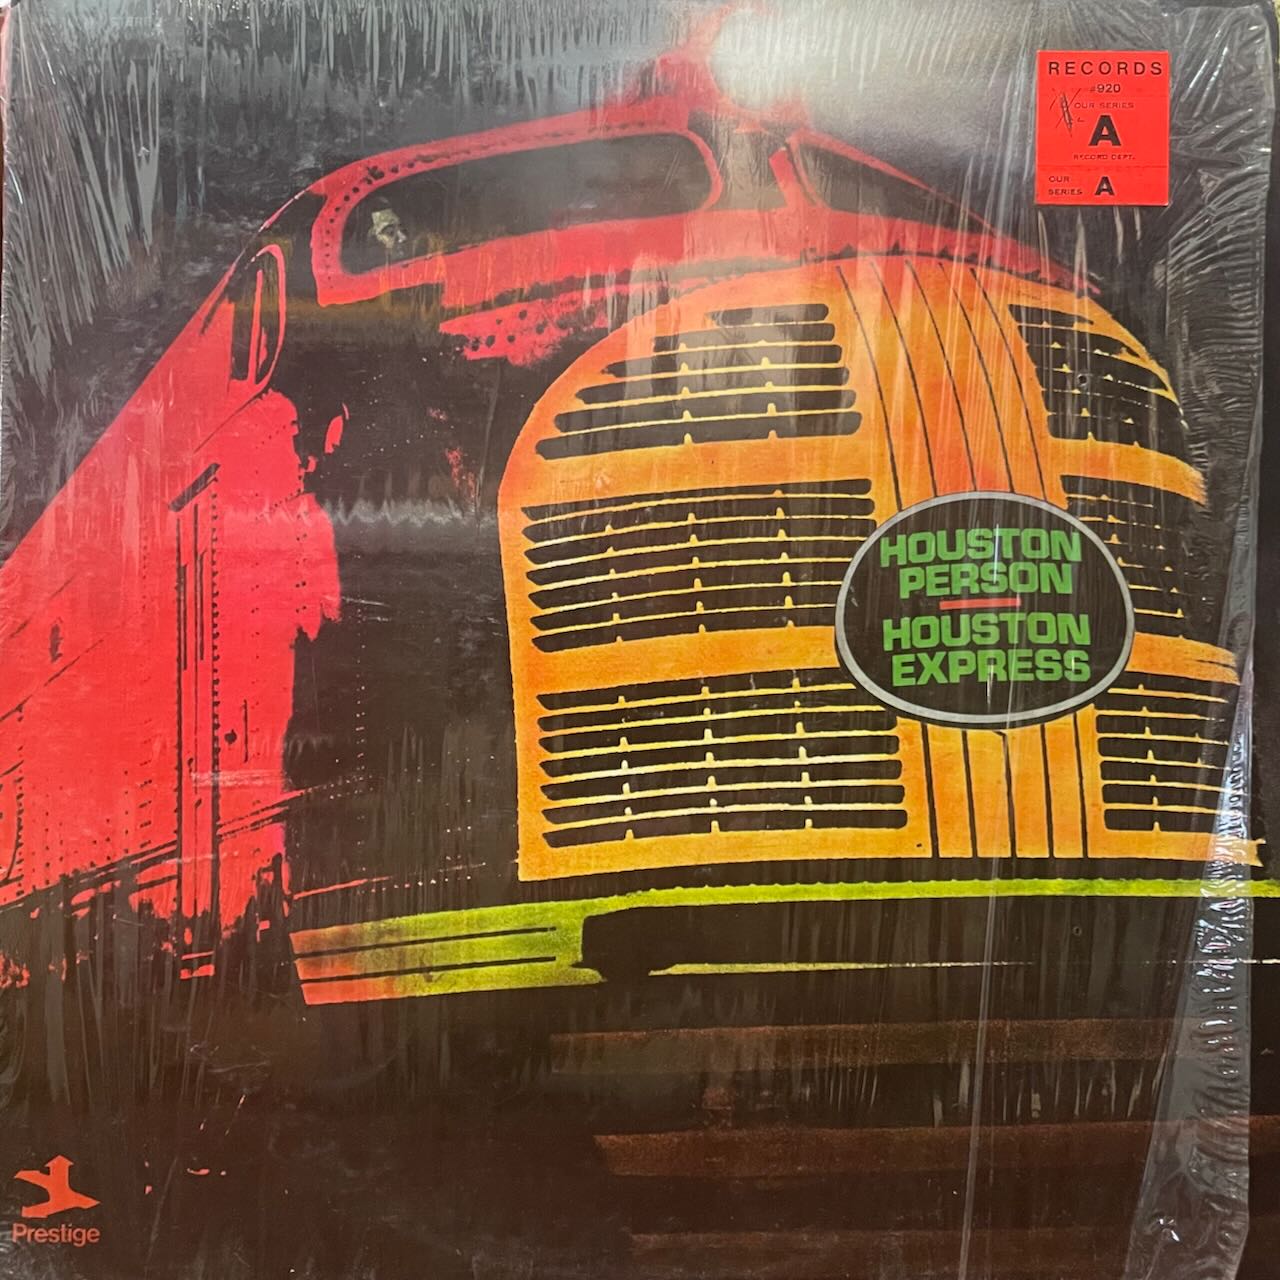 RECORDS
#920
OUR SERIES
A
RECORD DEPT.
OUR
SERIES A
HOUSTON
PERSON
HOUSTON
EXPRESS
Prestige